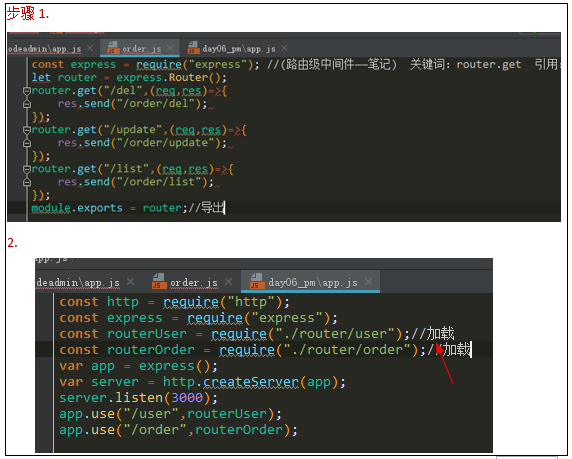 步骤 1.
odeadmin\app.js order.js day06_pm\app.js
const express = require("express"); //(路由级中间件——笔记) 关键词：router.get 引用:
let router = express.Router();
router.get("/del",(req,res)=>{
res.send("/order/del");
});
router.get("/update",(req,res)=>{
res.send("/order/update");
});
router.get("/list",(req,res)=>{
res.send("/order/list");
});
module.exports = router;//导出
2.
app.js
deadmin\app.js order.js day06_pm\app.js
const http = require("http");
const express = require("express");
const routerUser = require("./router/user");//加载
const routerOrder = require("./router/order");//加载
var app = express();
var server = http.createServer(app);
server.listen(3000);
app.use("/user",routerUser);
app.use("/order",routerOrder);